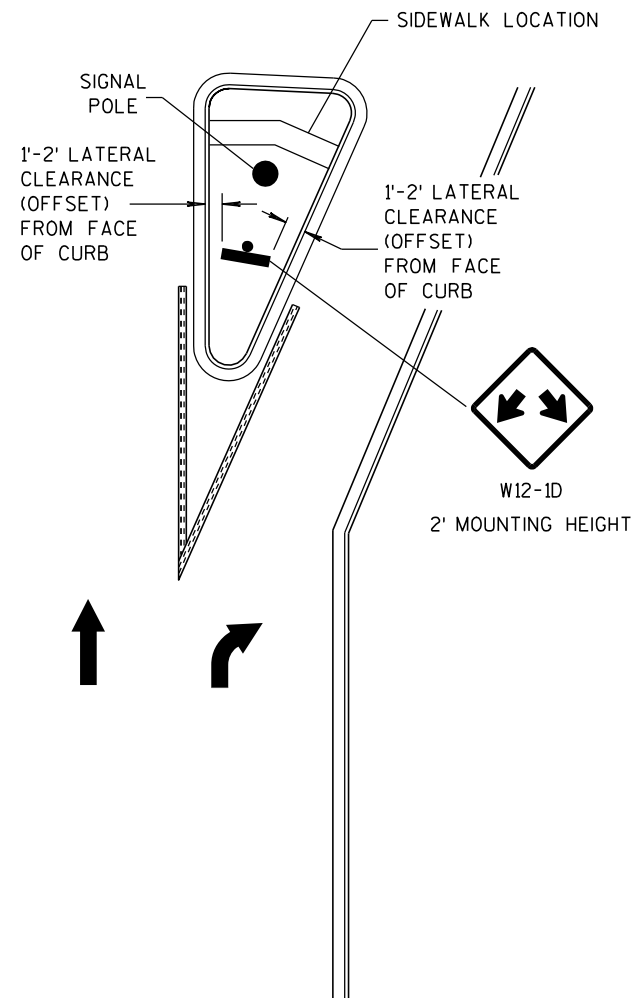 SIDEWALK LOCATION
SIGNAL
POLE
1'-2' LATERAL
CLEARANCE
(OFFSET)
FROM FACE
OF CURB
1'-2' LATERAL
CLEARANCE
(OFFSET)
FROM FACE
OF CURB
W12-1D
2' MOUNTING HEIGHT